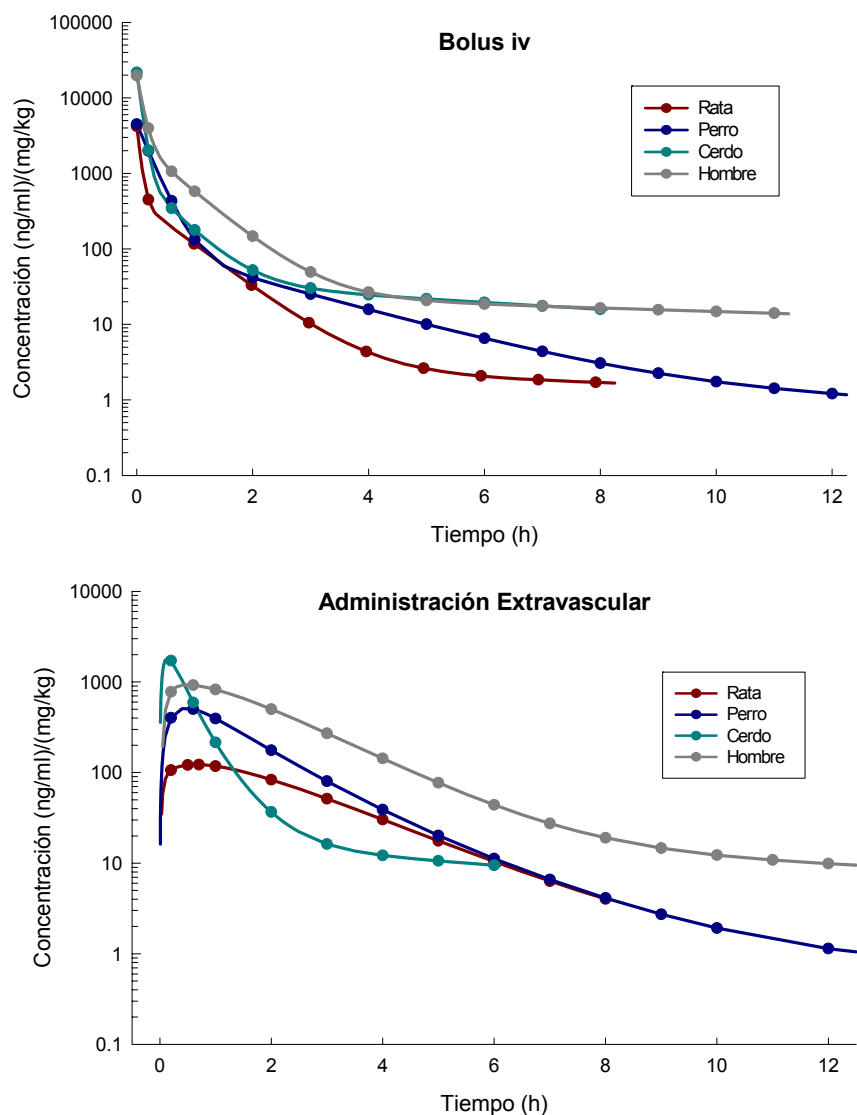 Bolus iv
Concentración (ng/ml)/(mg/kg)
100000
10000
1000
100
10
1
0.1
Rata
Perro
Cerdo
Hombre
0 2 4 6 8 10 12
Tiempo (h)
Administración Extravascular
Concentración (ng/ml)/(mg/kg)
10000
1000
100
10
1
0.1
Rata
Perro
Cerdo
Hombre
0 2 4 6 8 10 12
Tiempo (h)